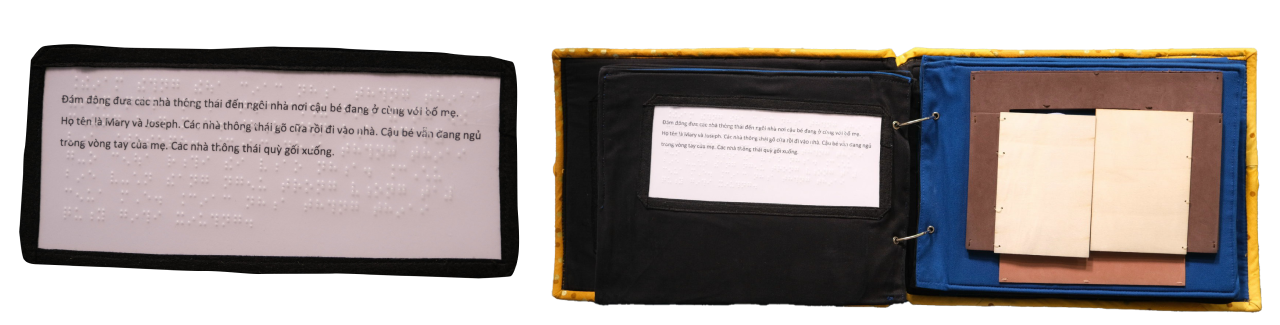 Đám đông đưa các nhà thông thái đến ngôi nhà nơi cậu bé đang ở cùng với bố mẹ.
Họ tên là Mary và Joseph. Các nhà thông thái gõ cửa rồi đi vào nhà. Cậu bé vẫn đang ngủ
trong vòng tay của mẹ. Các nhà thông thái quỳ gối xuống.
Đám đông đưa các nhà thông thái đến ngôi nhà nơi cậu bé đang ở cùng với bố mẹ.
Họ tên là Mary và Joseph. Các nhà thông thái gõ cửa rồi đi vào nhà. Cậu bé vẫn đang ngủ
trong vòng tay của mẹ. Các nhà thông thái quỳ gối xuống.